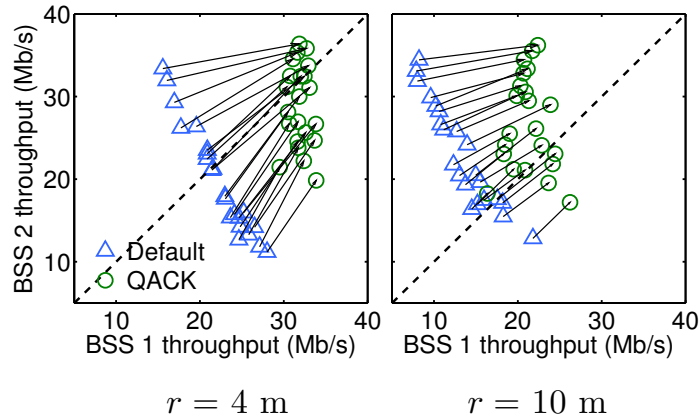 BSS 2 throughput (Mb/s)
40
30
20
10
Default
QACK
10 20 30 40
10 20 30 40
BSS 1 throughput (Mb/s)
BSS 1 throughput (Mb/s)
r = 4 m
r = 10 m